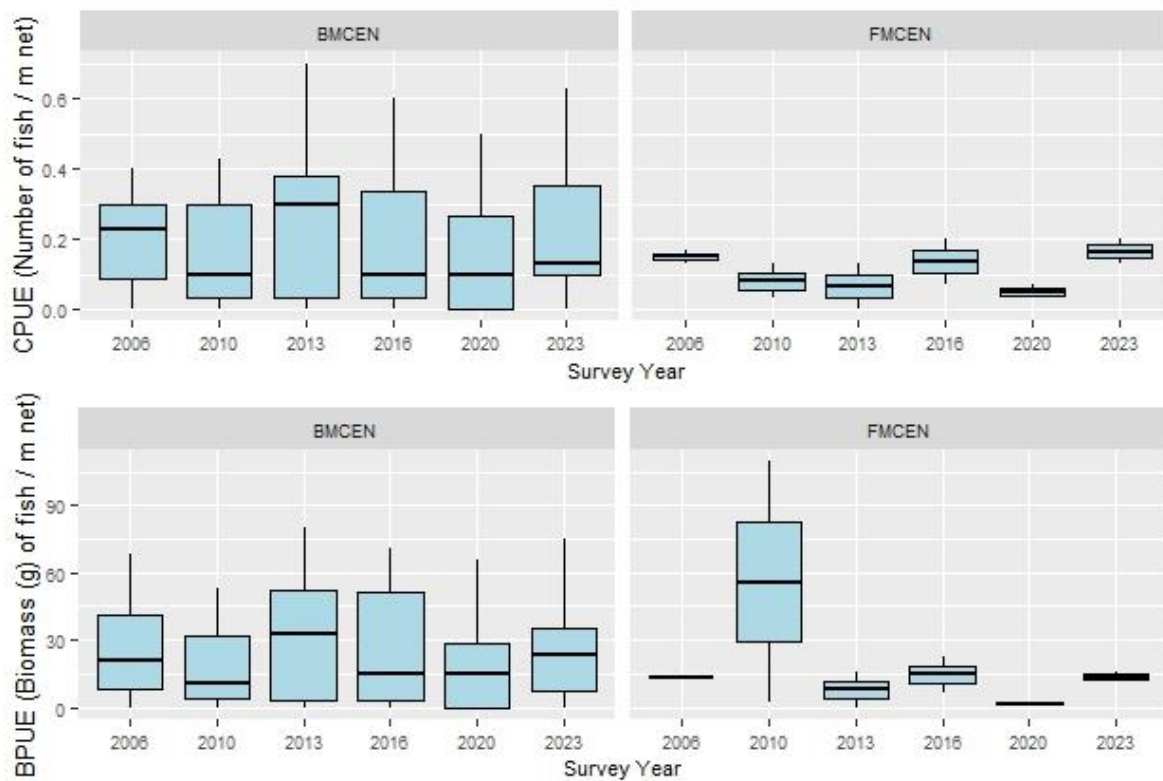 BMCEN FMCEN
CPUE (Number of fish / m net)
0.6
0.4
0.2
0.0
2006 2010 2013 2016 2020 2023 2006 2010 2013 2016 2020 2023
Survey Year
BMCEN FMCEN
BPUE (Biomass (g) of fish / m net)
90
60
30
0
2006 2010 2013 2016 2020 2023 2006 2010 2013 2016 2020 2023
Survey Year